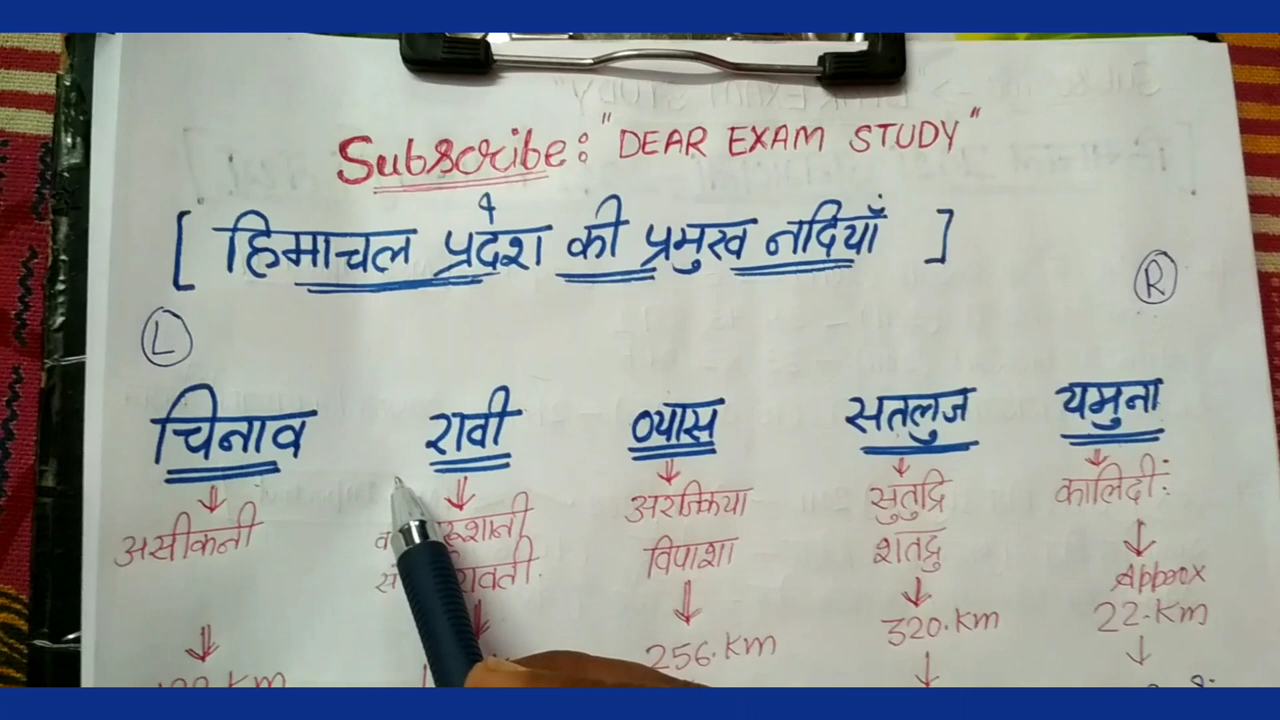 Subscribe: "DEAR EXAM STUDY"
[ हिमाचल प्रदेश की प्रमुख नदियाँ ]
L
R
चिनाव रावी व्यास सतलुज यमुना
असीकनी अरज्किया सुतुद्रि कालिदीं:
विपाशा शतद्रु Approx
256.Km 320.Km 22.Km